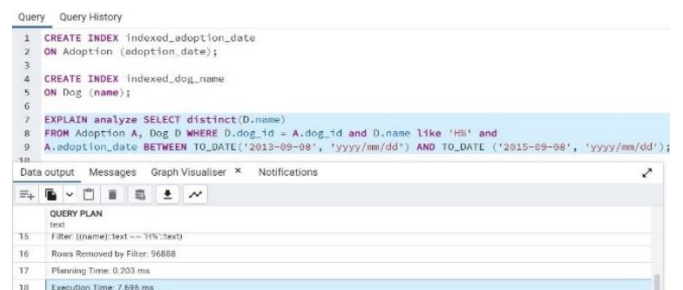 Query Query History
1 CREATE INDEX indexed_adoption_date
2 ON Adoption (adoption_date);
3
4 CREATE INDEX indexed_dog_name
5 ON Dog (name);
6
7 EXPLAIN analyze SELECT distinct(D.name)
8 FROM Adoption A, Dog D WHERE D.dog_id = A.dog_id and D.name like 'H%' and
9 A.adoption_date BETWEEN TO_DATE('2013-09-08', 'yyyy/mm/dd') AND TO_DATE ('2015-09-08', 'yyyy/mm/dd');
10
Data output Messages Graph Visualiser × Notifications
QUERY PLAN
text
15 Filter: ((name)::text ~~ 'H%'::text)
16 Rows Removed by Filter: 96888
17 Planning Time: 0.203 ms
18 Execution Time: 7.696 ms